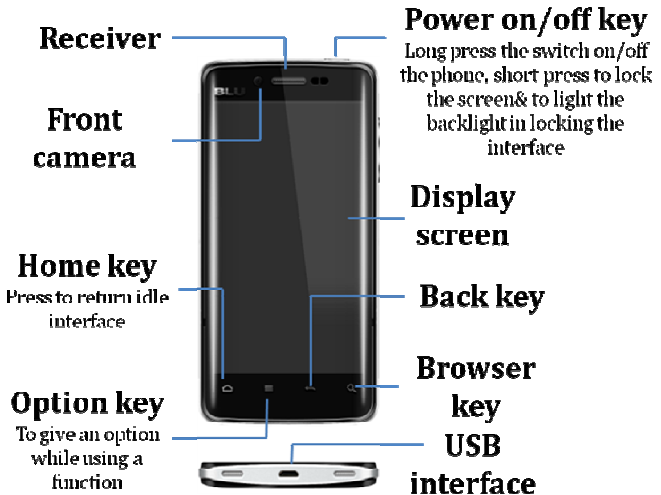 Receiver
Front
camera
Home key
Press to return idle
interface
Option key
To give an option
while using a
function
BLU
Power on/off key
Long press the switch on/off
the phone, short press to lock
the screen& to light the
backlight in locking the
interface
Display
screen
Back key
Browser
key
USB
interface